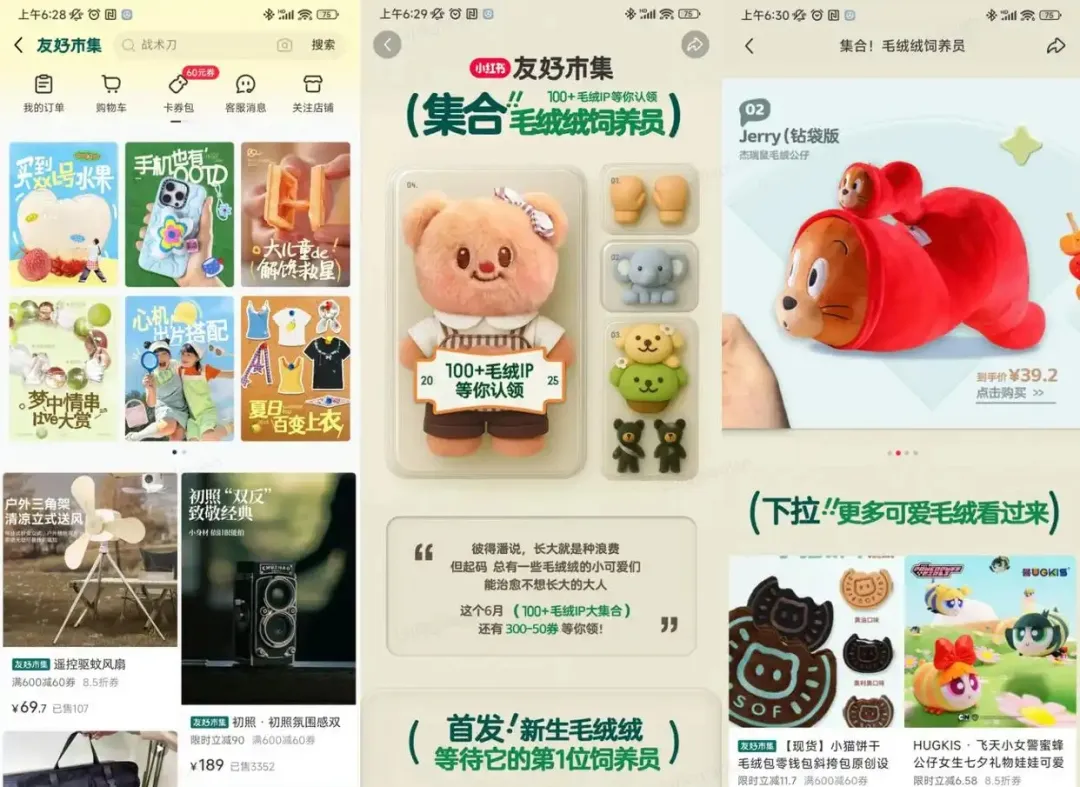 上午6:28
75
友好市集
战术刀
搜索
60元券
我的订单
购物车
卡券包
客服消息
关注店铺
买到
XXL号水果
手机也有
OOTD
大儿童de!
(解馋救星)
梦中情串
live大赏
心机
出片搭配
夏日
百变上衣
户外三角架
清凉立式送风
初照“双反”
致敬经典
友好市集 遥控驱蚊风扇
满600减60券 8.5折券
¥69.7 已售107
友好市集 初照·初照氛围感双
限时立减90 满600减60券
¥189 已售3352
上午6:29
75
小红书 友好市集
(集合!! 100+毛绒IP等你认领
毛绒绒饲养员)
04.
01.
02.
03.
100+毛绒IP
20 等你认领 25
“
彼得潘说，长大就是种浪费
但起码 总有一些毛绒绒的小可爱们
能治愈不想长大的大人
这个6月（100+毛绒IP大集合）
还有 300-50券 等你领！
”
(首发!新生毛绒绒
等待它的第1位饲养员)
上午6:30
75
集合！毛绒绒饲养员
02
Jerry (钻袋版
杰瑞鼠毛绒公仔
到手价¥39.2
点击购买 >>
(下拉!!更多可爱毛绒看过来)
SOF
黄油口味
奥利奥口味
HUGKIS
CN
友好市集 【现货】小猫饼干
毛绒包零钱包斜挎包原创设
限时立减11.7 满600减60券
HUGKIS·飞天小女警蜜蜂
公仔女生七夕礼物娃娃可爱
限时立减6.58 8.5折券